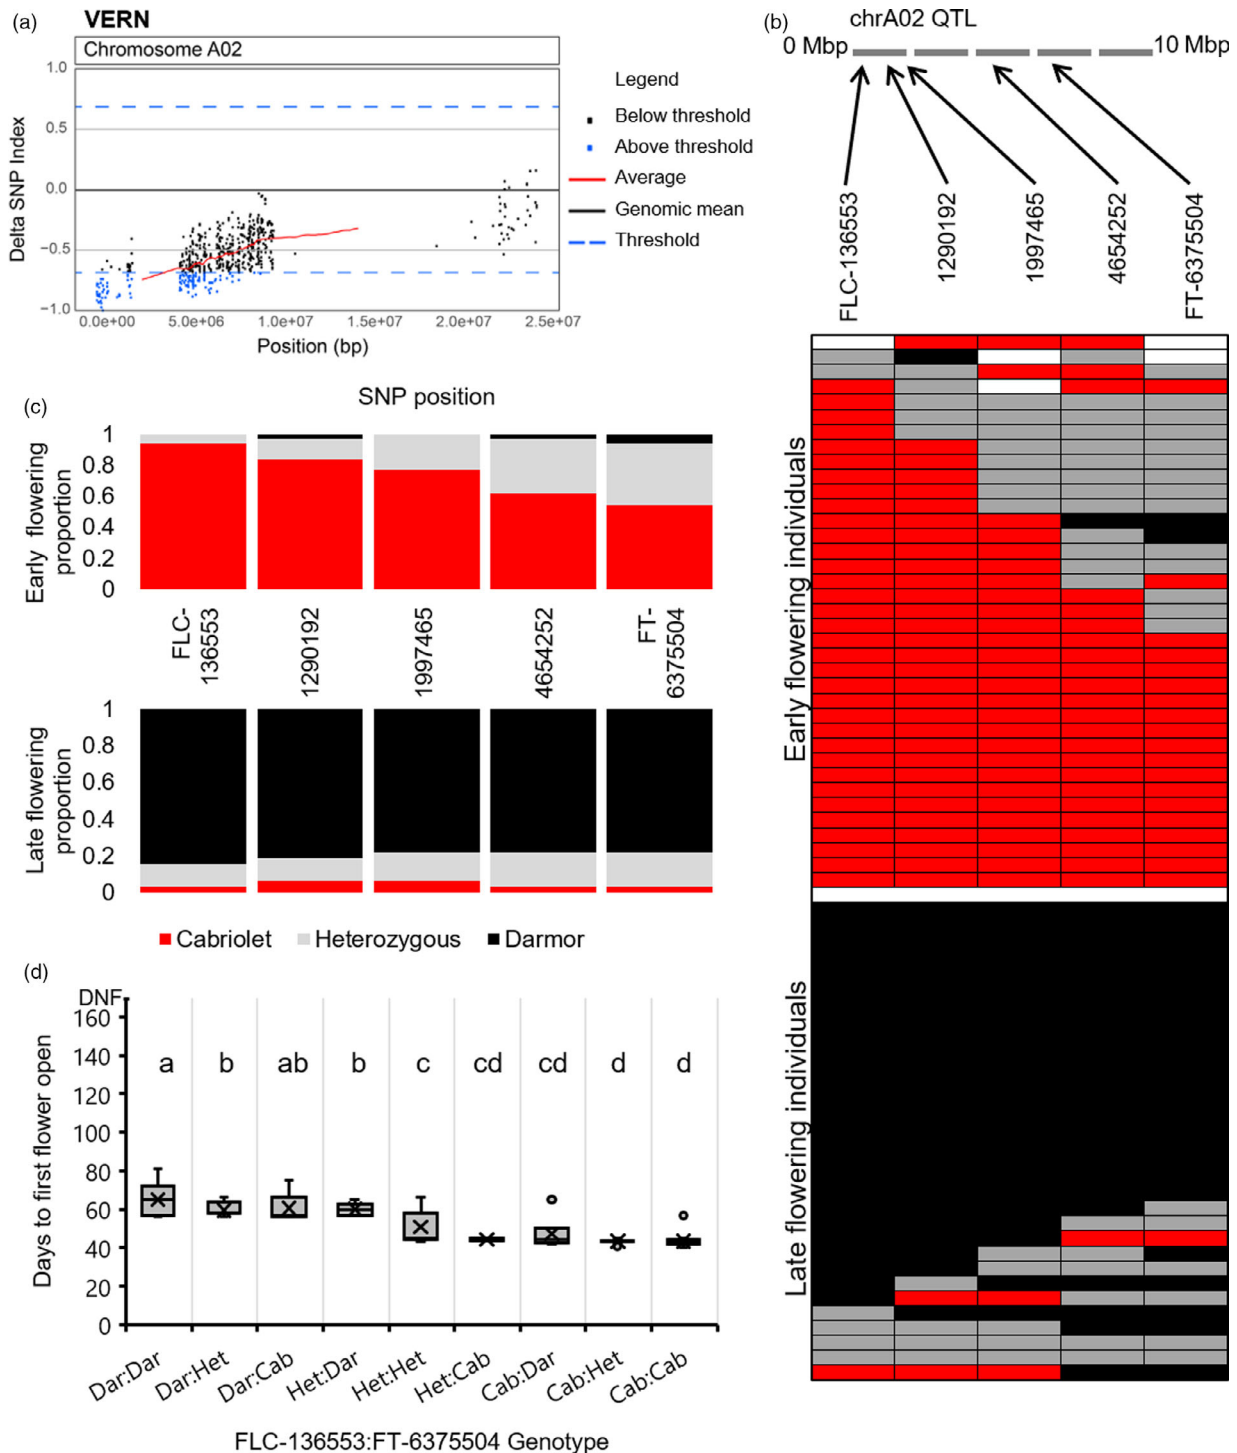 (a)
VERN
Chromosome A02
Delta SNP Index
1.0
0.5
0.0
−0.5
−1.0
0.0e+00
5.0e+06
1.0e+07
1.5e+07
2.0e+07
2.5e+07
Position (bp)
Legend
Below threshold
Above threshold
Average
Genomic mean
Threshold
(b)
chrA02 QTL
0 Mbp
10 Mbp
FLC-136553
1290192
1997465
4654252
FT-6375504
Early flowering individuals
Late flowering individuals
(c)
SNP position
Early flowering
proportion
1
0.8
0.6
0.4
0.2
0
FLC-
136553
1290192
1997465
4654252
FT-
6375504
Late flowering
proportion
1
0.8
0.6
0.4
0.2
0
Cabriolet
Heterozygous
Darmor
(d)
Days to first flower open
DNF
160
140
120
100
80
60
40
20
0
a
b
ab
b
c
cd
cd
d
d
Dar:Dar
Dar:Het
Dar:Cab
Het:Dar
Het:Het
Het:Cab
Cab:Dar
Cab:Het
Cab:Cab
FLC-136553:FT-6375504 Genotype